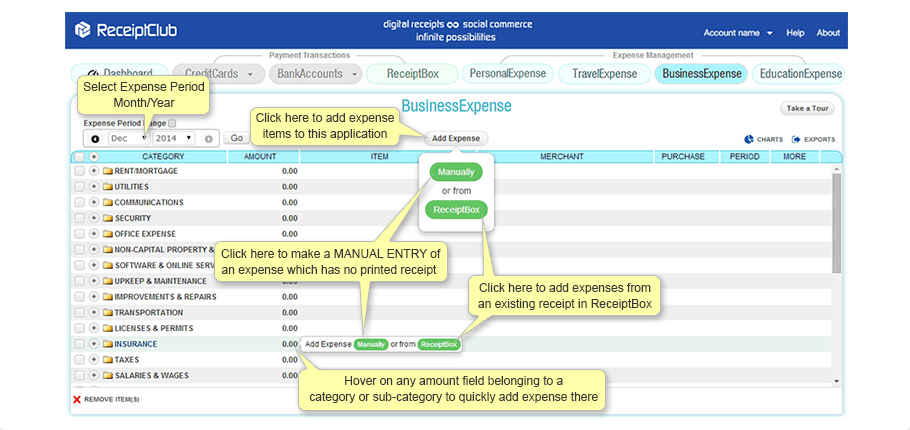 ReceiptClub
digital receipts ∞ social commerce
infinite possibilities
Account name Help About
Payment Transactions Expense Management
Dashboard CreditCards BankAccounts ReceiptBox PersonalExpense TravelExpense BusinessExpense EducationExpense
Select Expense Period
Month/Year
BusinessExpense
Take a Tour
Click here to add expense
items to this application
Expense Period Range
Dec 2014 Go
Add Expense
CHARTS EXPORTS
CATEGORY AMOUNT ITEM MERCHANT PURCHASE PERIOD MORE
RENT/MORTGAGE 0.00
UTILITIES 0.00
COMMUNICATIONS 0.00
SECURITY 0.00
OFFICE EXPENSE 0.00
Manually
or from
ReceiptBox
NON-CAPITAL PROPERTY &
SOFTWARE & ONLINE SERV
Click here to make a MANUAL ENTRY of
an expense which has no printed receipt
UPKEEP & MAINTENANCE 0.00
IMPROVEMENTS & REPAIRS 0.00
TRANSPORTATION 0.00
LICENSES & PERMITS 0.00
Click here to add expenses from
an existing receipt in ReceiptBox
INSURANCE 0.00 Add Expense Manually or from ReceiptBox
TAXES 0.00
SALARIES & WAGES 0.00
Hover on any amount field belonging to a
category or sub-category to quickly add expense there
REMOVE ITEM(S)